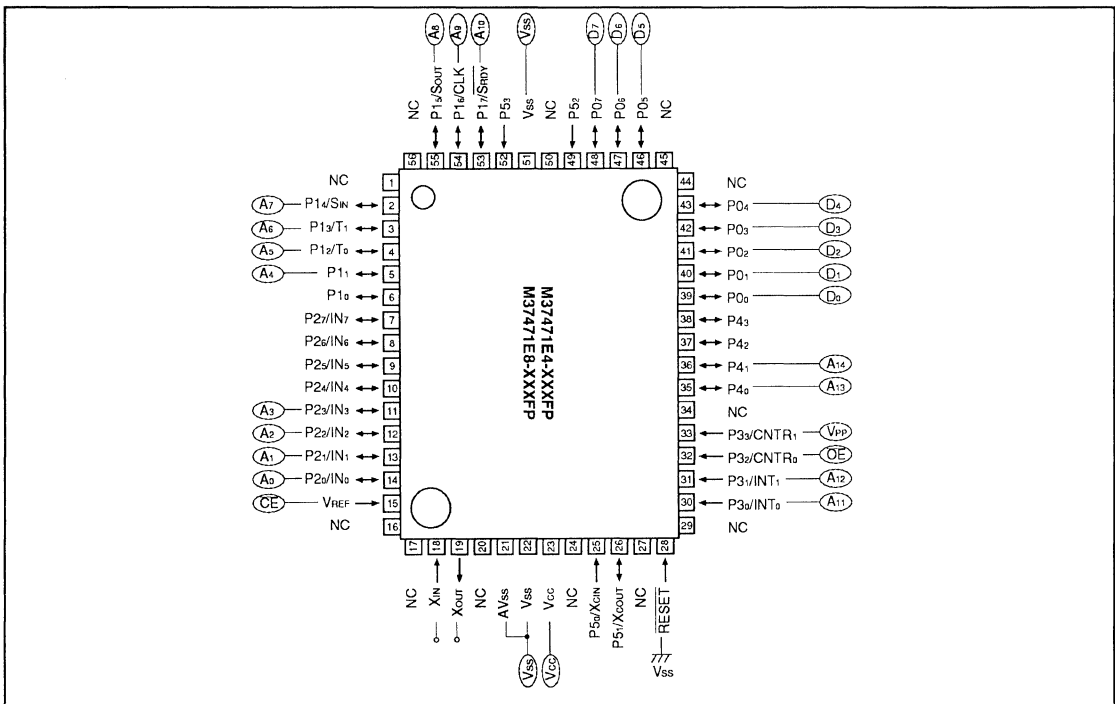 A8 A9 A10 VSS D7 D6 D5
NC P15/SOUT P16/CLK P17/SRDY P53 VSS NC P52 P07 P06 P05 NC
56 55 54 53 52 51 50 49 48 47 46 45
NC 1
A7 P14/SIN 2
A6 P13/T1 3
A5 P12/T0 4
A4 P11 5
P10 6
P27/IN7 7
P26/IN6 8
P25/IN5 9
P24/IN4 10
A3 P23/IN3 11
A2 P22/IN2 12
A1 P21/IN1 13
A0 P20/IN0 14
CE VREF 15
NC 16
M37471E4-XXXFP
M37471E8-XXXFP
44 NC
43 P04 D4
42 P03 D3
41 P02 D2
40 P01 D1
39 P00 D0
38 P43
37 P42
36 P41 A14
35 P40 A13
34 NC
33 P33/CNTR1 VPP
32 P32/CNTR0 OE
31 P31/INT1 A12
30 P30/INT0 A11
29 NC
17 18 19 20 21 22 23 24 25 26 27 28
NC XIN XOUT NC AVSS VSS VCC NC P50/XCIN P51/XCOUT NC RESET
VSS VCC VSS